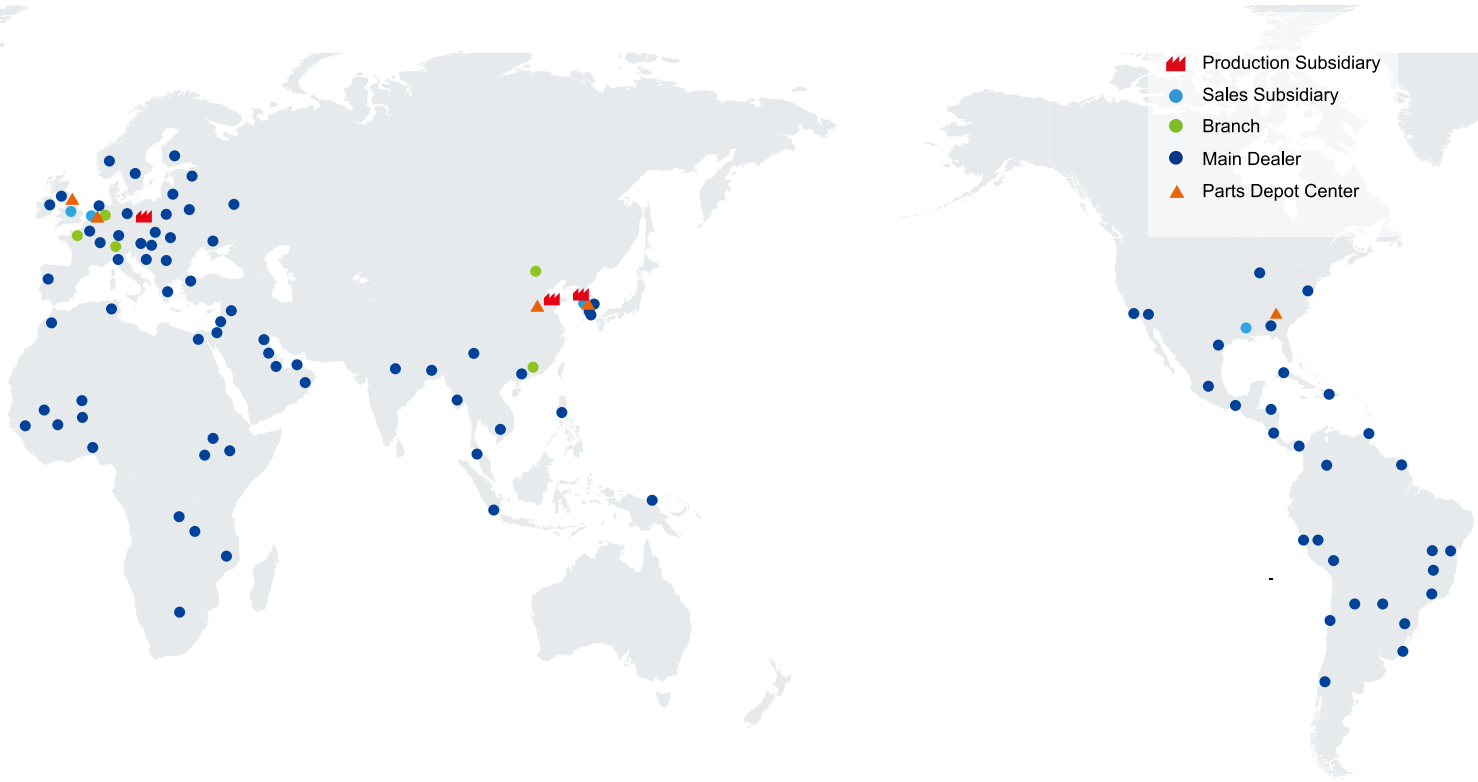 Production Subsidiary
Sales Subsidiary
Branch
Main Dealer
Parts Depot Center
-